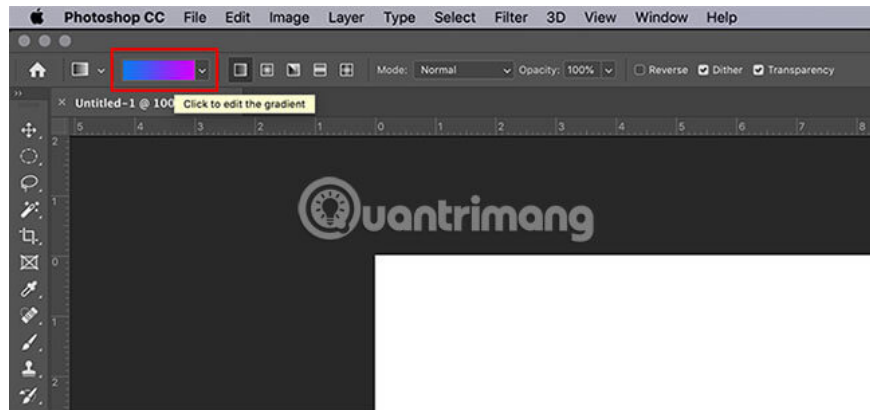 Photoshop CC File Edit Image Layer Type Select Filter 3D View Window Help
Mode: Normal Opacity: 100% Reverse Dither Transparency
× Untitled-1 @ 100 Click to edit the gradient
5 4 3 2 1 0 1 2 3 4 5 6 7 8
2
1
Quantrimang
0
1
2